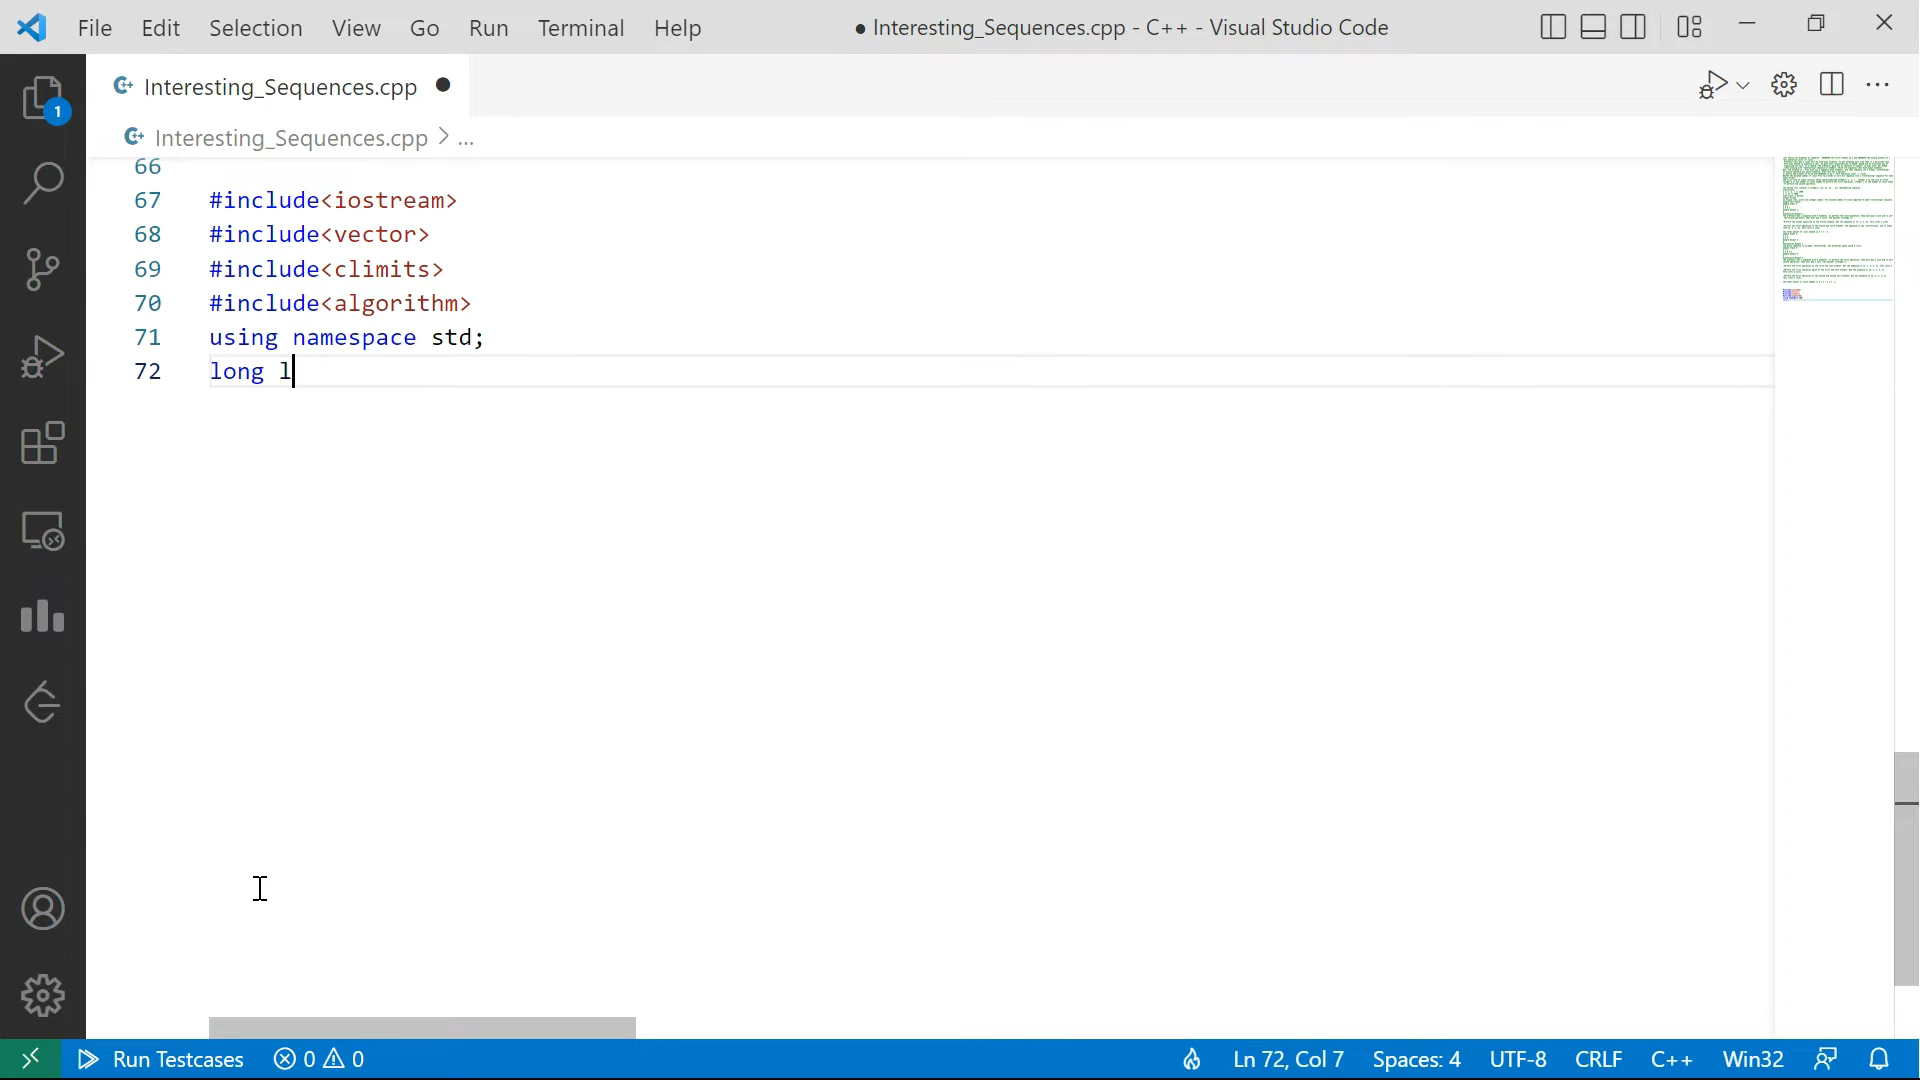 File Edit Selection View Go Run Terminal Help
● Interesting_Sequences.cpp - C++ - Visual Studio Code
Interesting_Sequences.cpp
Interesting_Sequences.cpp > ...
1
66
67 #include<iostream>
68 #include<vector>
69 #include<climits>
70 #include<algorithm>
71 using namespace std;
72 long l
Run Testcases 0 0 Ln 72, Col 7 Spaces: 4 UTF-8 CRLF C++ Win32